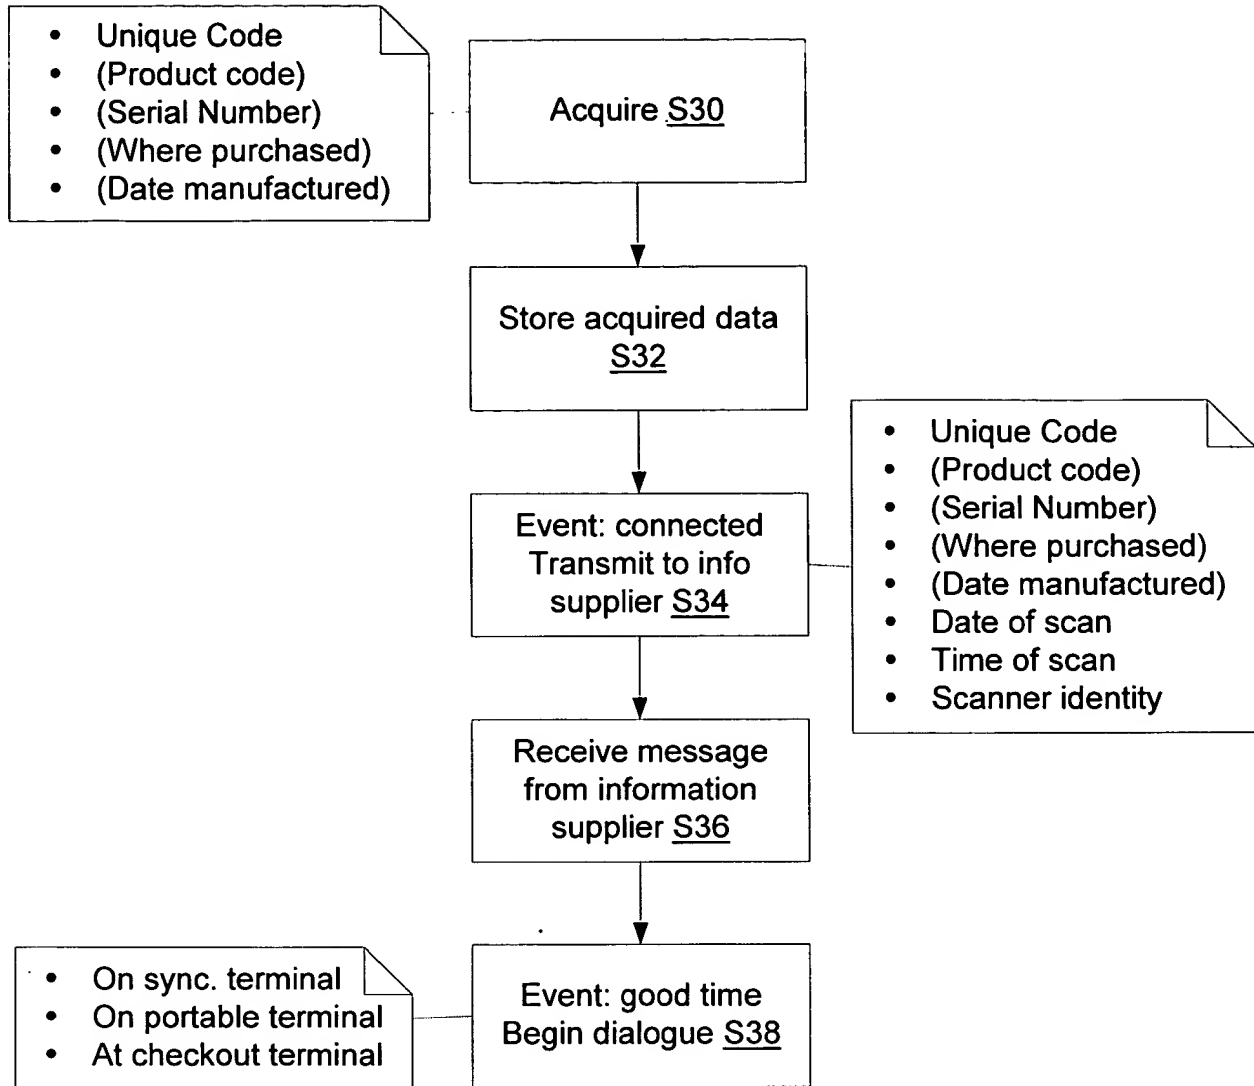 • Unique Code
• (Product code)
• (Serial Number)
• (Where purchased)
• (Date manufactured)
Acquire S30
Store acquired data
S32
Event: connected
Transmit to info
supplier S34
• Unique Code
• (Product code)
• (Serial Number)
• (Where purchased)
• (Date manufactured)
• Date of scan
• Time of scan
• Scanner identity
Receive message
from information
supplier S36
• On sync. terminal
• On portable terminal
• At checkout terminal
Event: good time
Begin dialogue S38